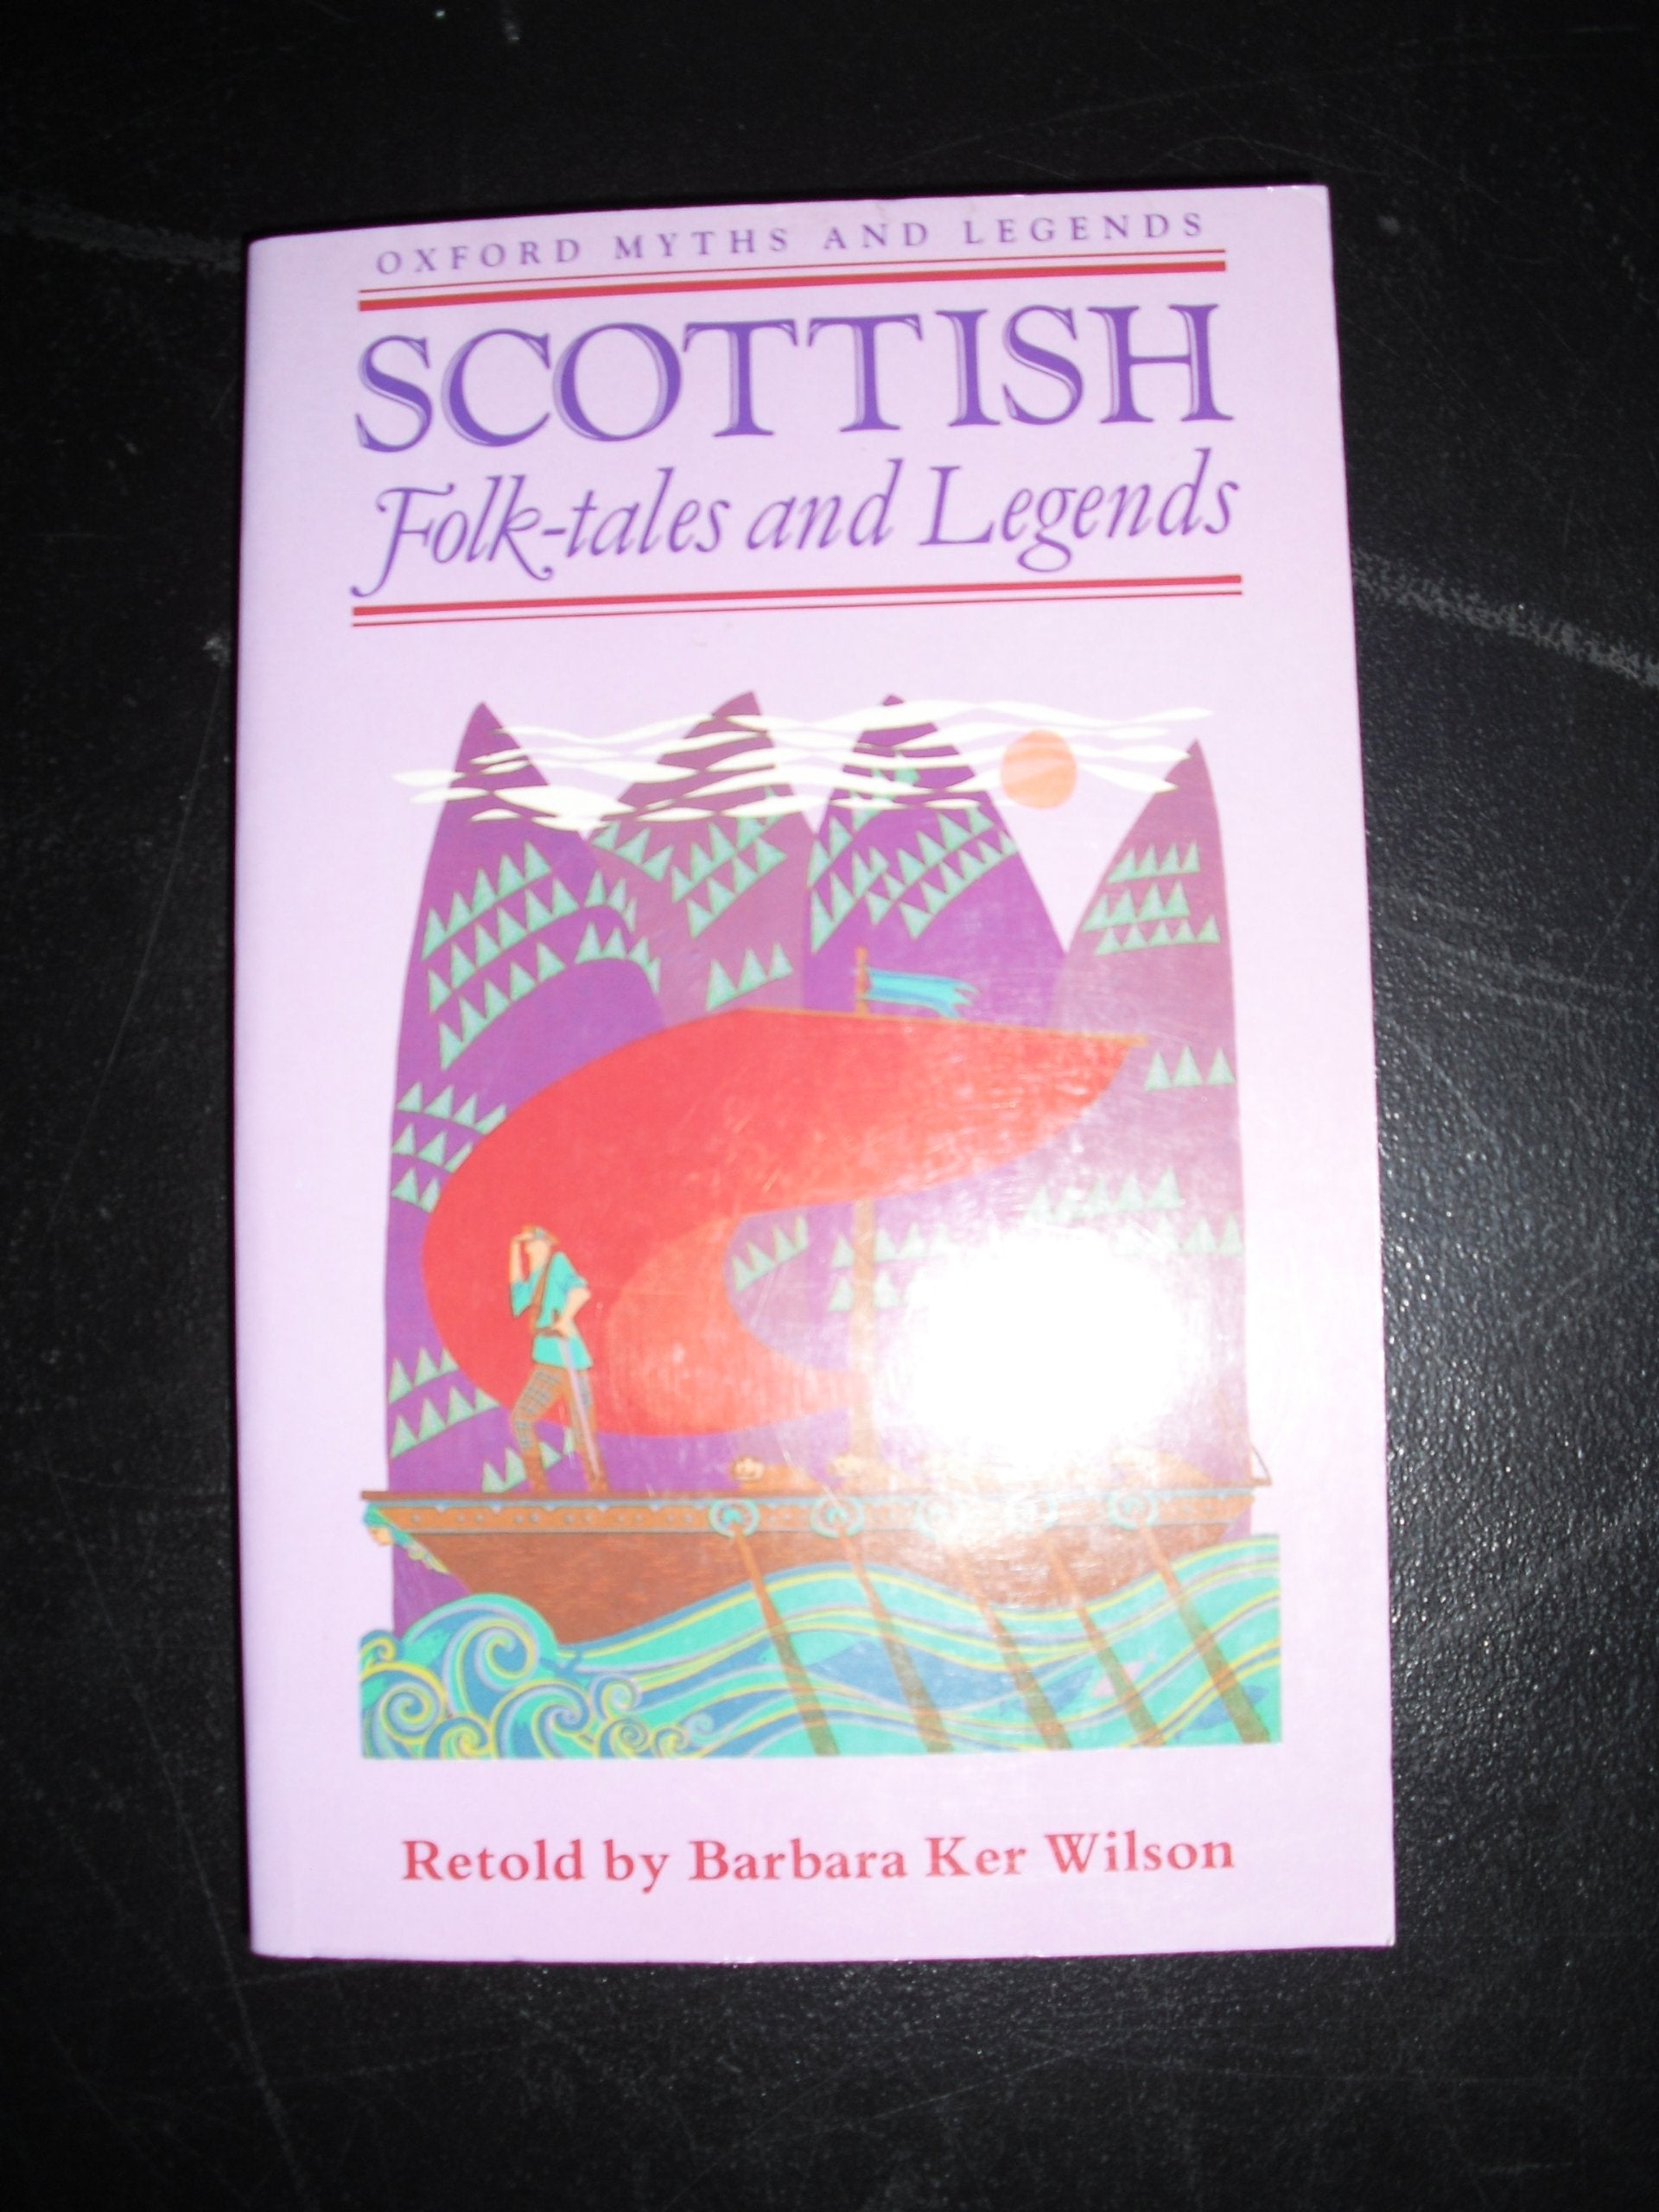 OXFORD MYTHS AND LEGENDS
SCOTTISH
Folk-tales and Legends
Retold by Barbara Ker Wilson